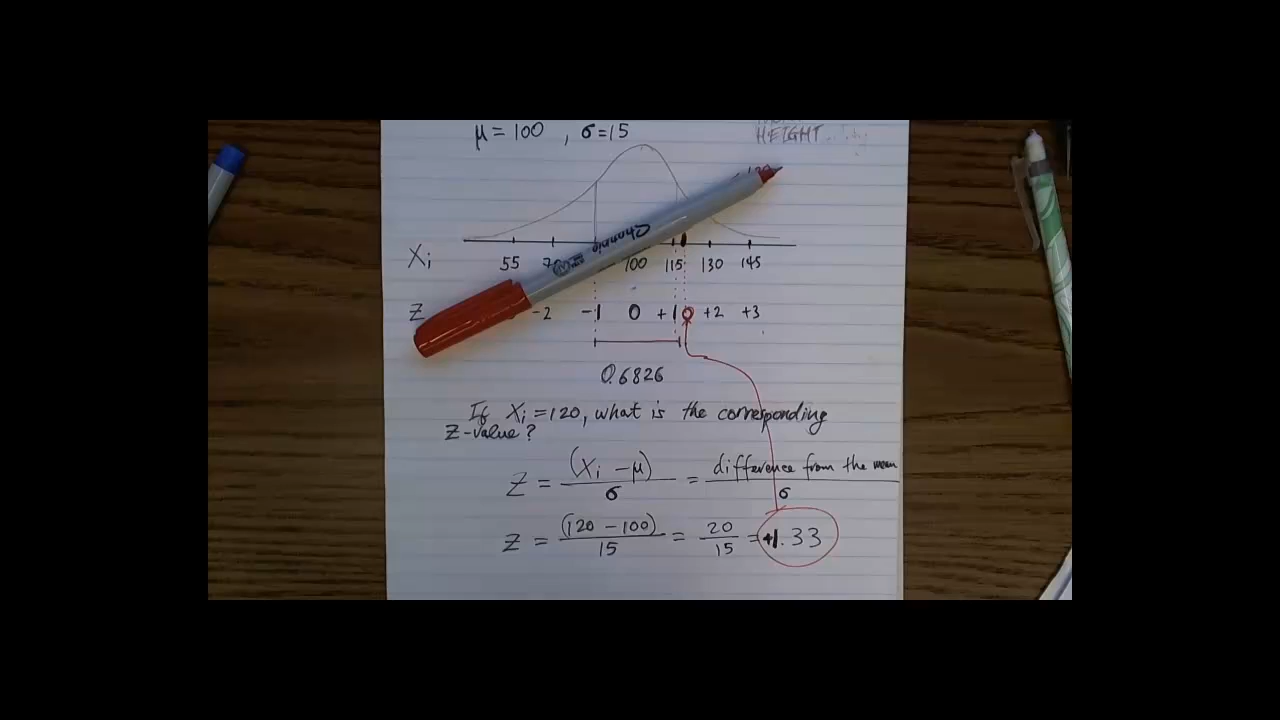 μ = 100 , σ = 15
HEIGHT
Xi 55 100 115 130 145
Z -2 -1 0 +1 +2 +3
0.6826
If Xi = 120, what is the corresponding
Z-value?
Z = (Xi - μ) / σ = difference from the mean / σ
Z = (120 - 100) / 15 = 20 / 15 = +1.33